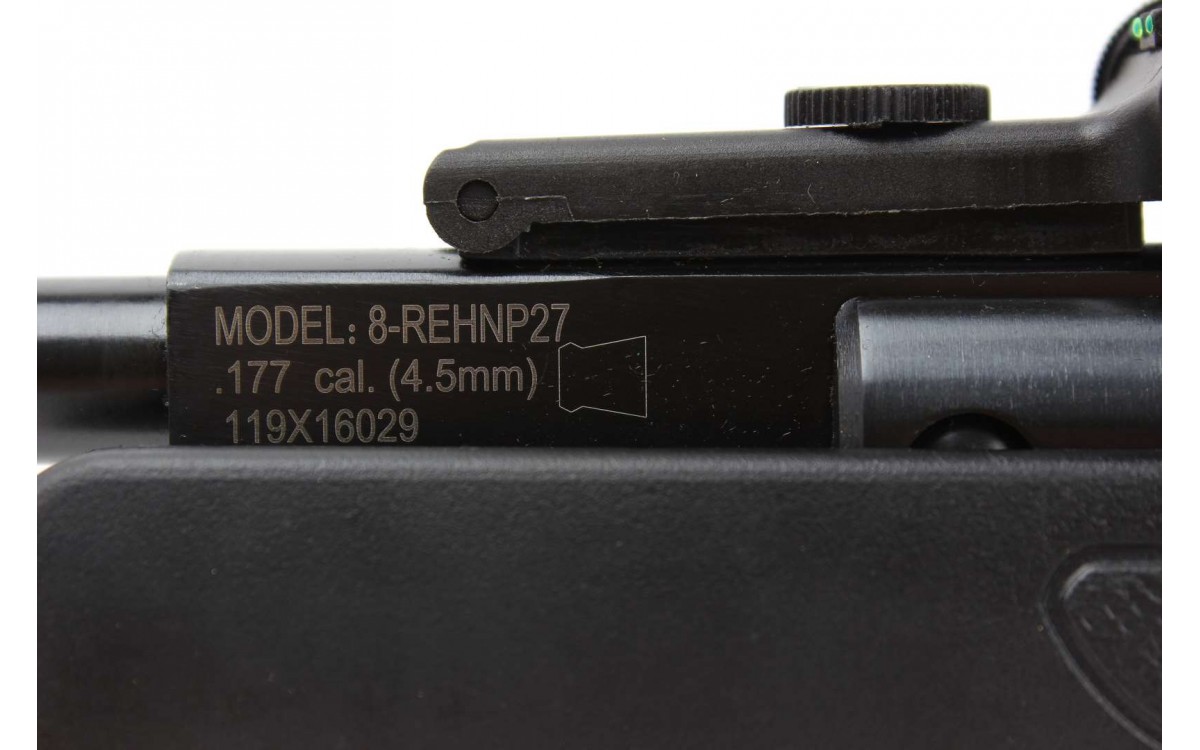 MODEL: 8-REHNP27
.177 cal. (4.5mm)
119X16029